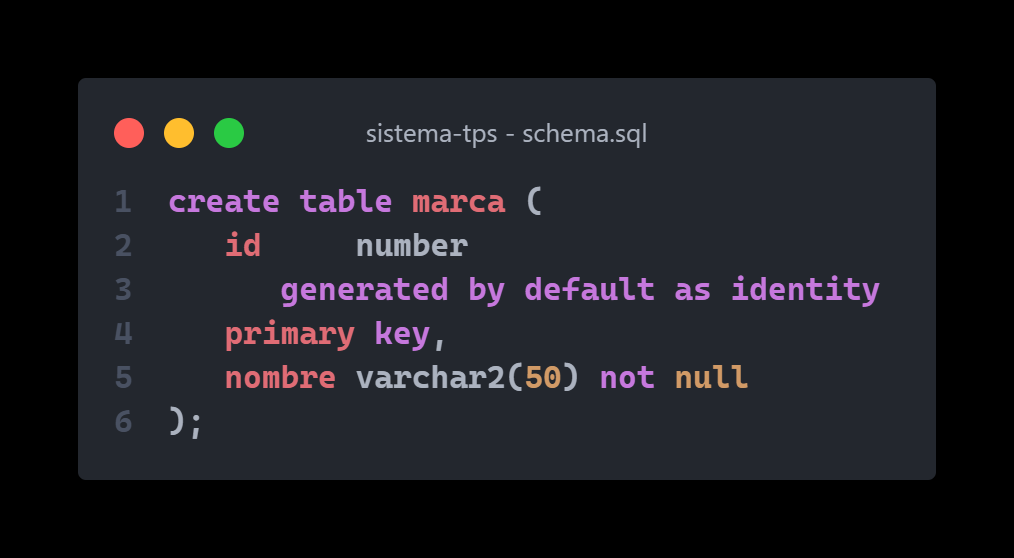 sistema-tps - schema.sql
1 create table marca (
2    id     number
3       generated by default as identity
4    primary key,
5    nombre varchar2(50) not null
6 );